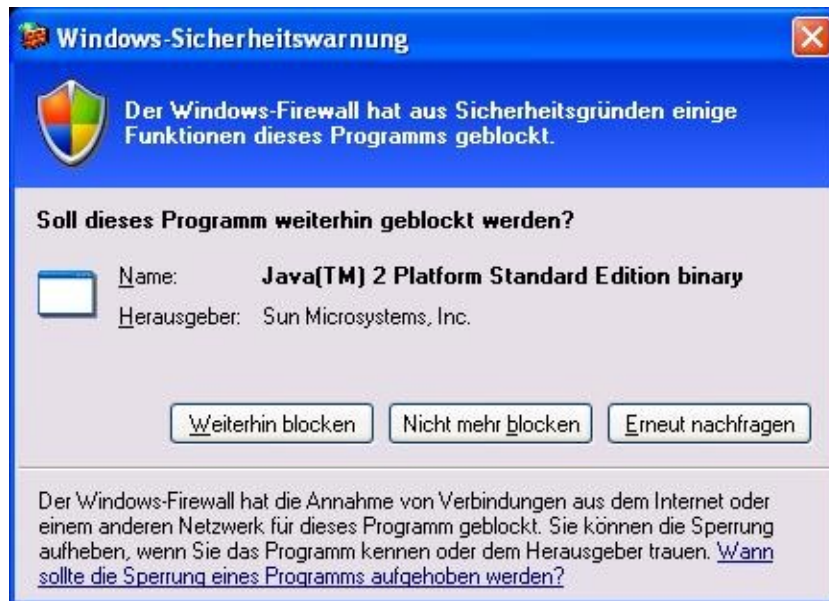 Windows-Sicherheitswarnung
Der Windows-Firewall hat aus Sicherheitsgründen einige
Funktionen dieses Programms geblockt.
Soll dieses Programm weiterhin geblockt werden?
Name: Java(TM) 2 Platform Standard Edition binary
Herausgeber: Sun Microsystems, Inc.
Weiterhin blocken Nicht mehr blocken Erneut nachfragen
Der Windows-Firewall hat die Annahme von Verbindungen aus dem Internet oder
einem anderen Netzwerk für dieses Programm geblockt. Sie können die Sperrung
aufheben, wenn Sie das Programm kennen oder dem Herausgeber trauen. Wann
sollte die Sperrung eines Programms aufgehoben werden?